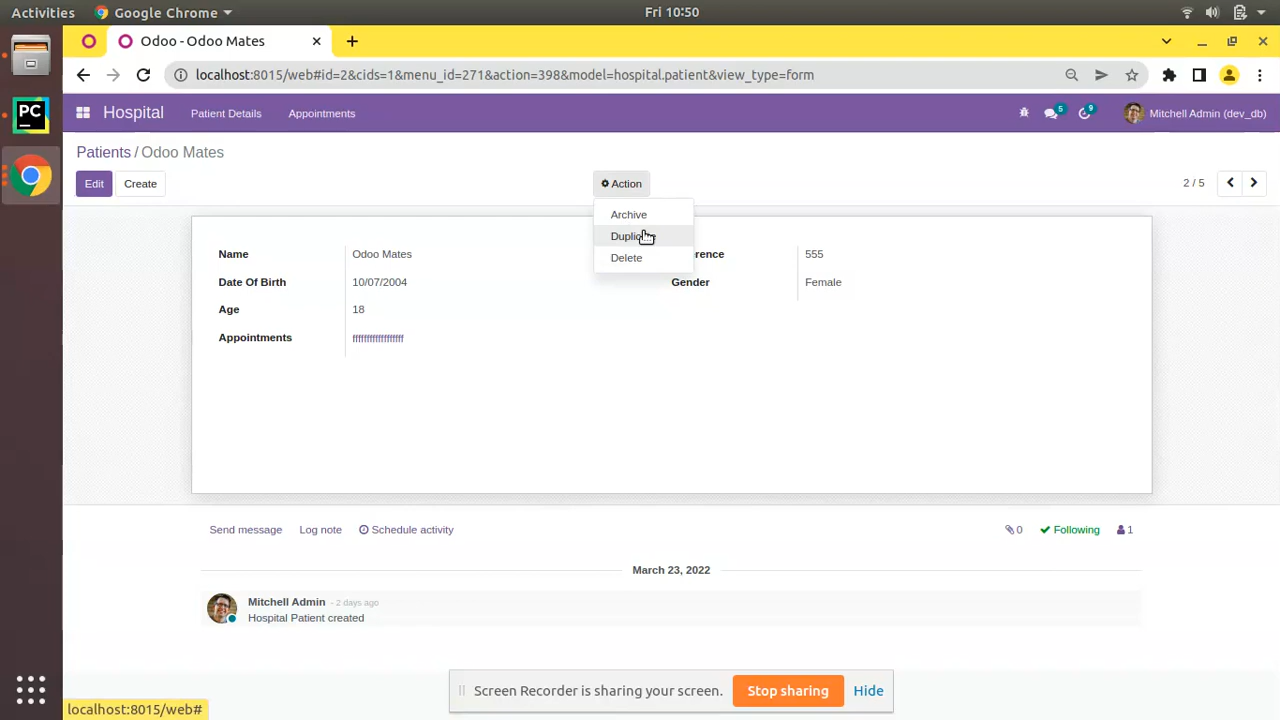 Activities Google Chrome Fri 10:50
Odoo - Odoo Mates
localhost:8015/web#id=2&cids=1&menu_id=271&action=398&model=hospital.patient&view_type=form
Hospital Patient Details Appointments 5 9 Mitchell Admin (dev_db)
Patients / Odoo Mates
Edit Create Action 2 / 5
Archive
Delete
Name Odoo Mates 555
Date Of Birth 10/07/2004 Gender Female
Age 18
Appointments
Send message Log note Schedule activity 0 Following 1
March 23, 2022
Mitchell Admin - 2 days ago
Hospital Patient created
Screen Recorder is sharing your screen. Stop sharing Hide
localhost:8015/web#
PC